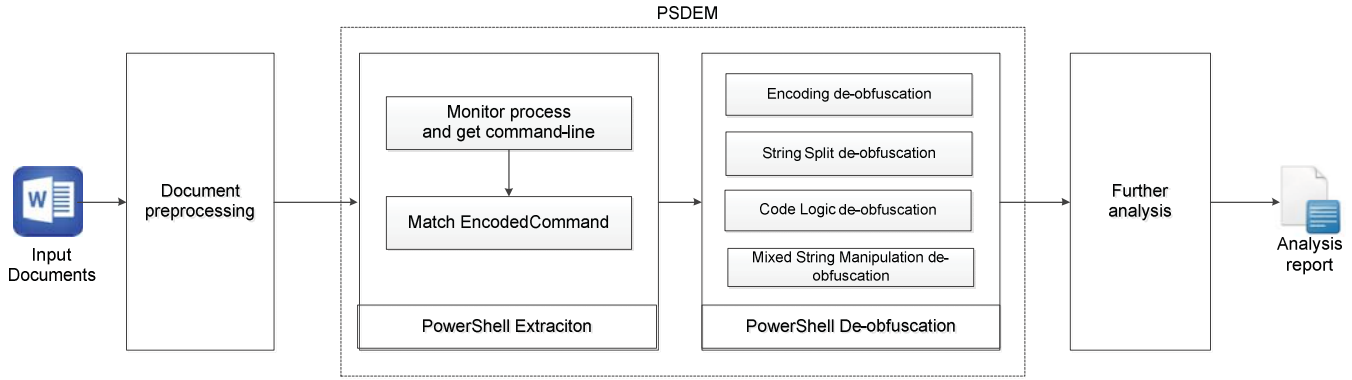 PSDEM
Input
Documents
Document
preprocessing
Monitor process
and get command-line
Match EncodedCommand
PowerShell Extraciton
Encoding de-obfuscation
String Split de-obfuscation
Code Logic de-obfuscation
Mixed String Manipulation de-
obfuscation
PowerShell De-obfuscation
Further
analysis
Analysis
report
W